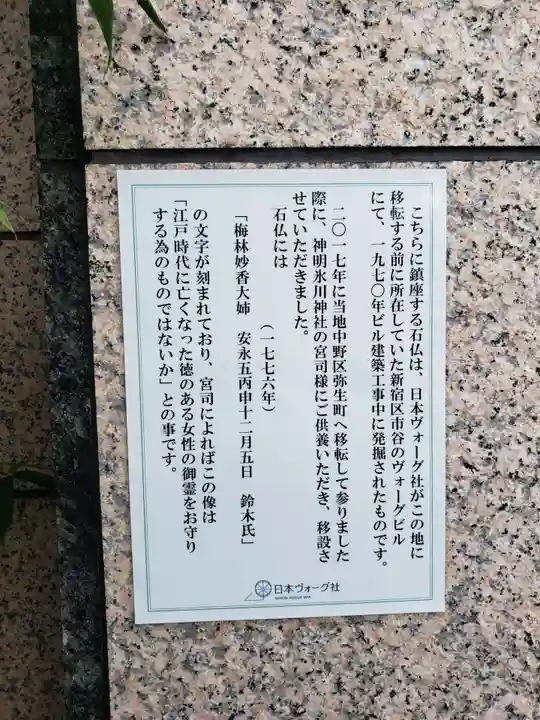 こちらに鎮座する石仏は、日本ヴォーグ社がこの地に
移転する前に所在していた新宿区市谷のヴォーグビル
にて、一九七〇年ビル建築工事中に発掘されたものです。
二〇一七年に当地中野区弥生町へ移転して参りました
際に、神明氷川神社の宮司様にご供養いただき、移設さ
せていただきました。
石仏には
(一七七六年)
「梅林妙香大姉 安永五丙申十二月五日 鈴木氏」
の文字が刻まれており、宮司によればこの像は
「江戸時代に亡くなった徳のある女性の御霊をお守り
する為のものではないか」との事です。
日本ヴォーグ社